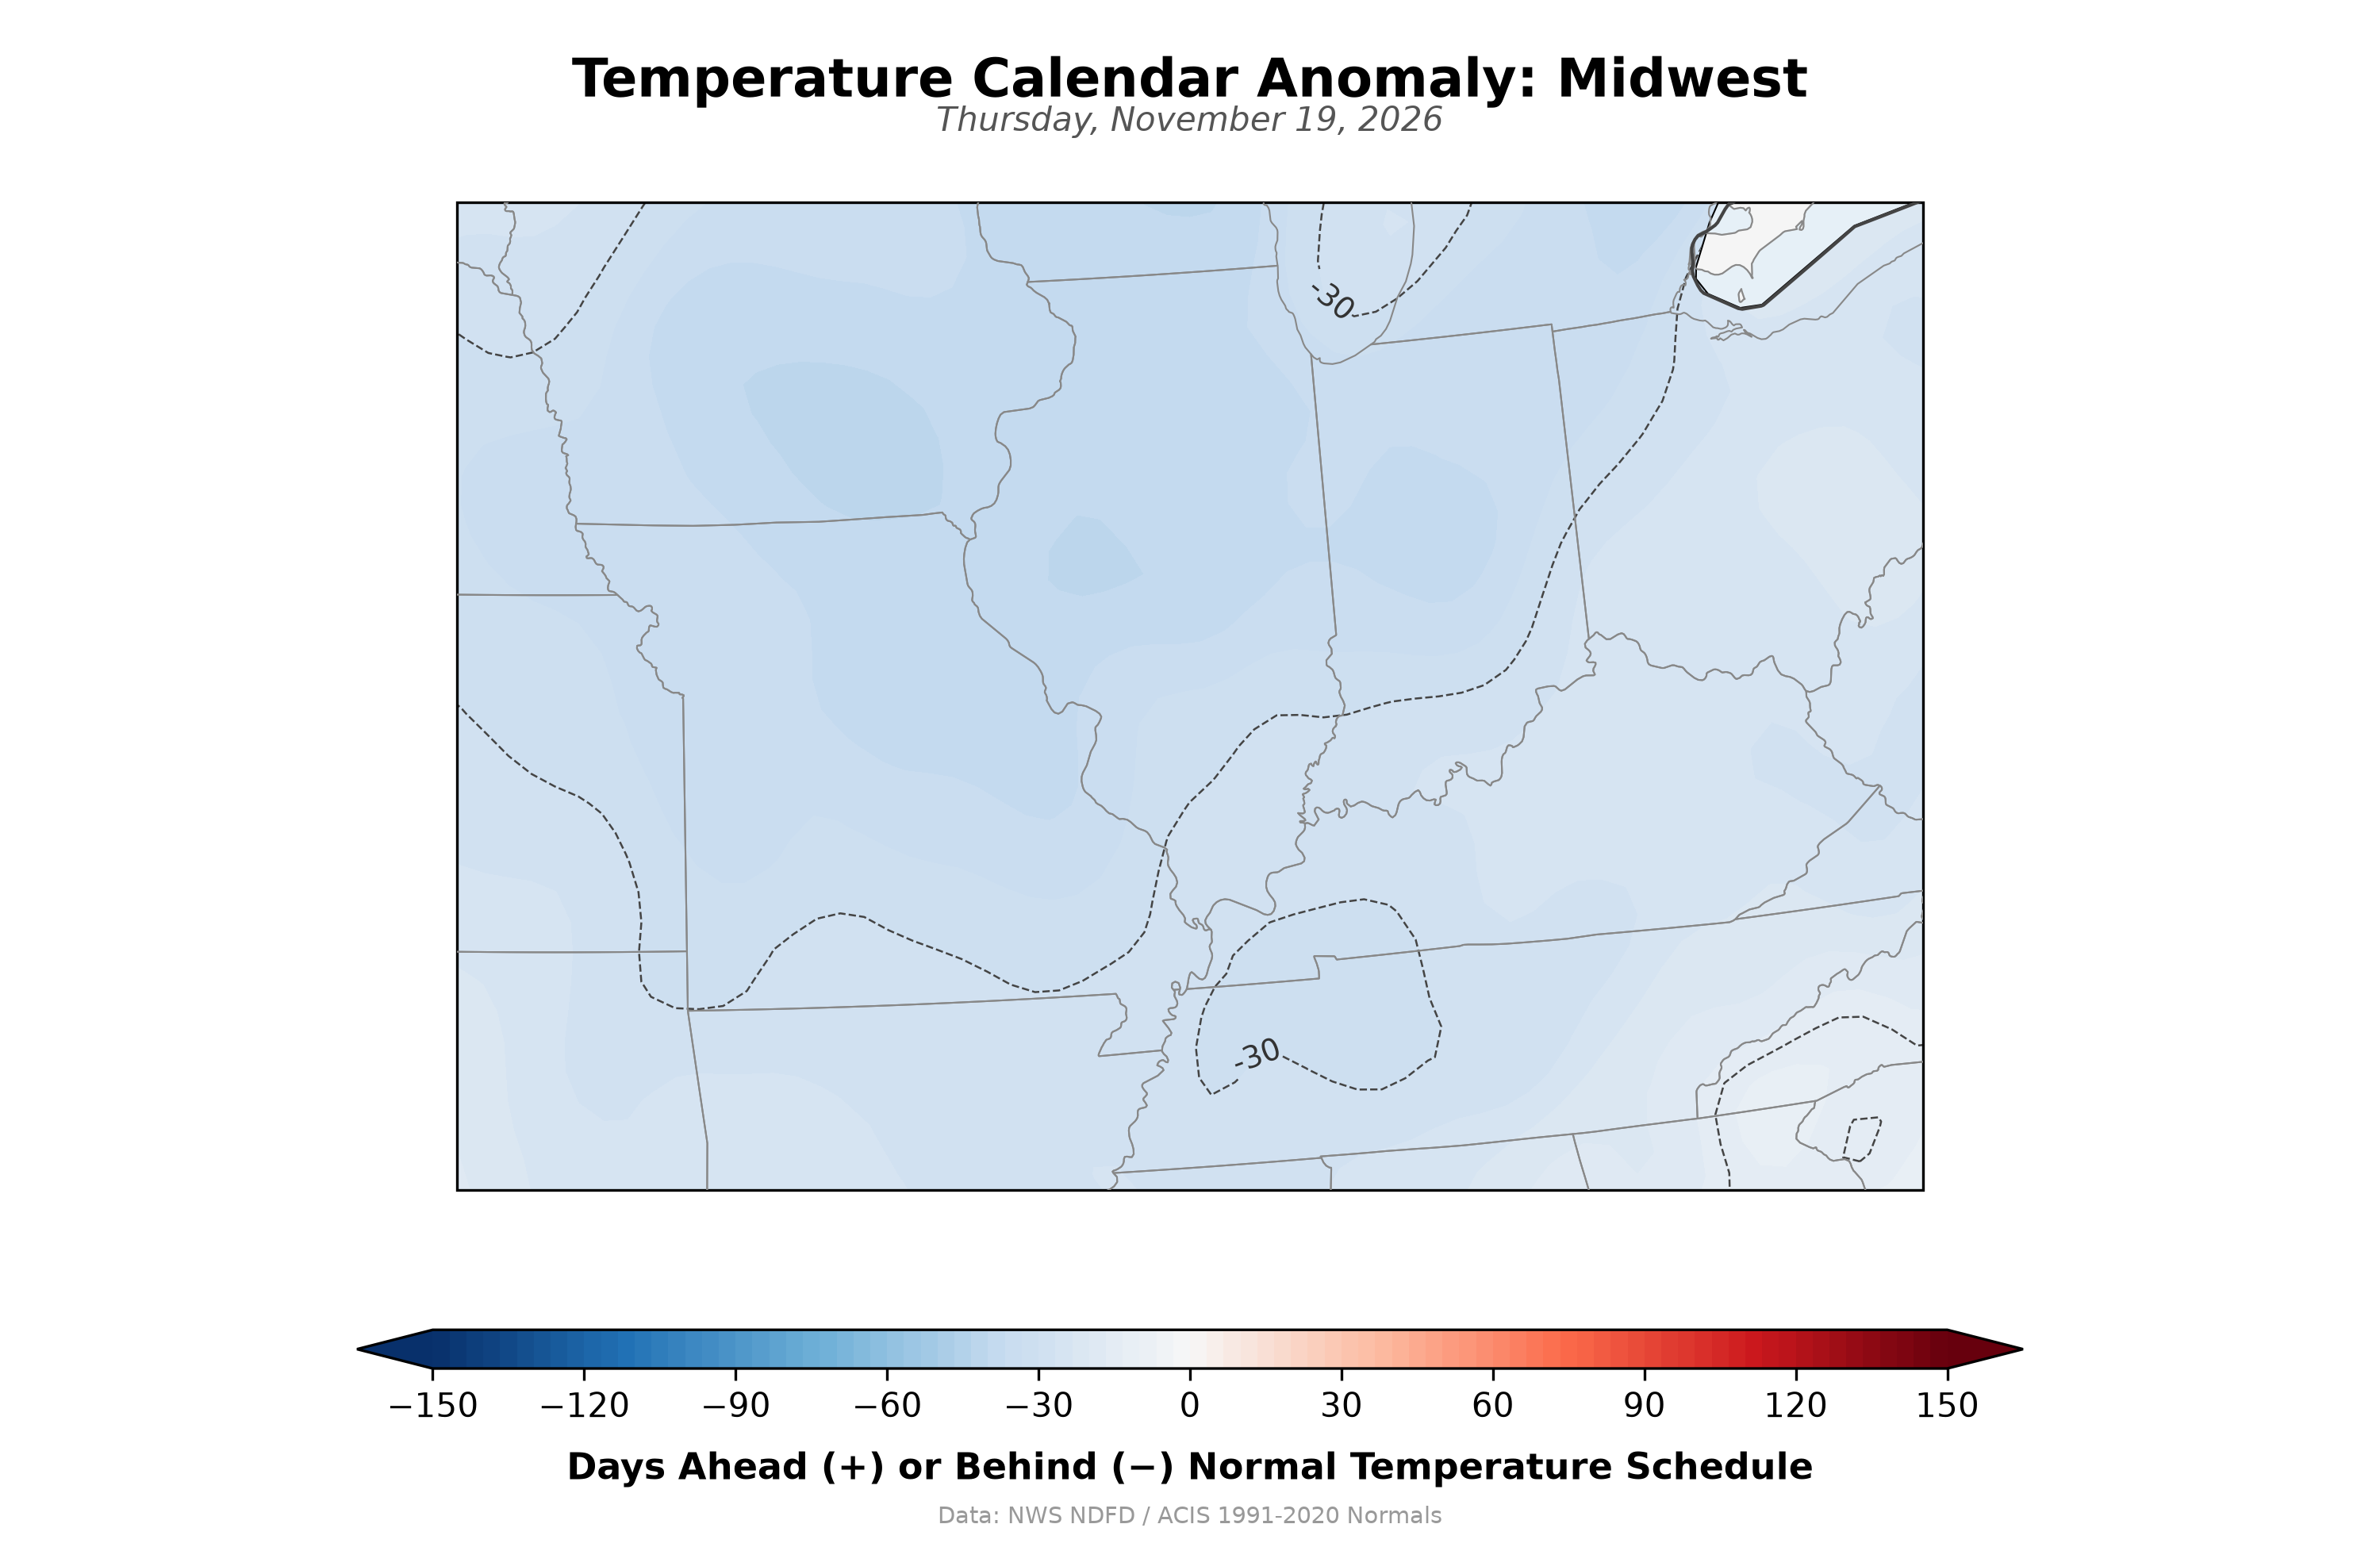 Temperature Calendar Anomaly: Midwest
Thursday, November 19, 2026
-30
-30
−150 −120 −90 −60 −30 0 30 60 90 120 150
Days Ahead (+) or Behind (−) Normal Temperature Schedule
Data: NWS NDFD / ACIS 1991-2020 Normals